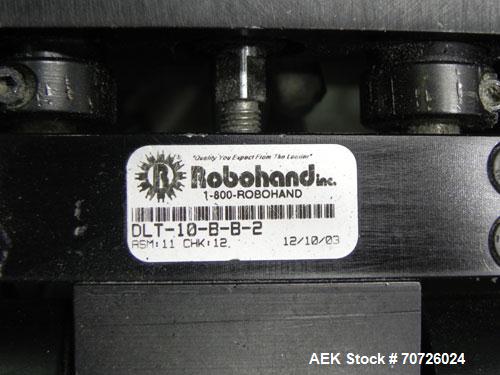 "Quality You Expect From The Leader"
R Robohand inc.
1-800-ROBOHAND
DLT-10-B-B-2
ASM:11 CHK:12 12/10/03
AEK Stock # 70726024